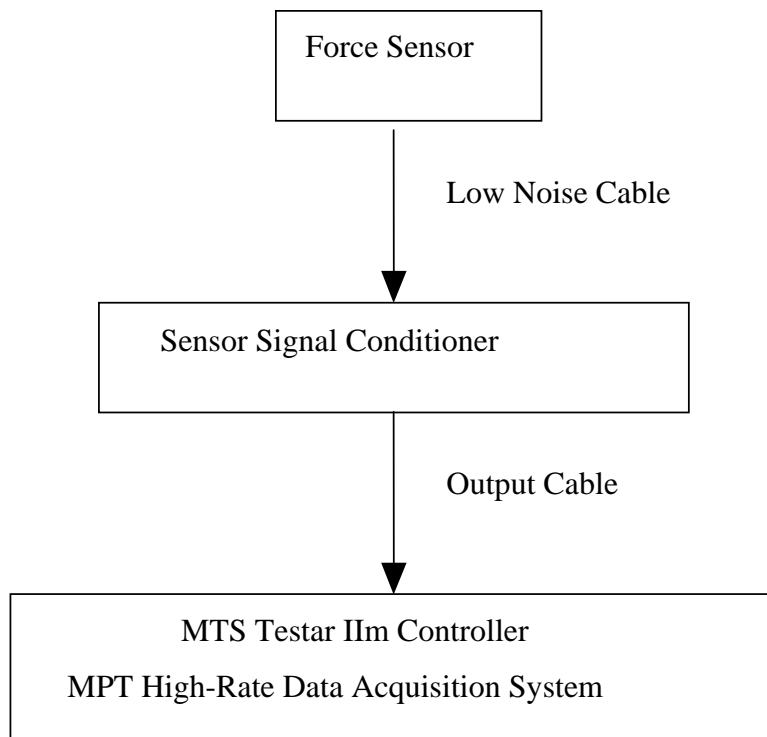 Force Sensor
Low Noise Cable
Sensor Signal Conditioner
Output Cable
MTS Testar IIm Controller
MPT High-Rate Data Acquisition System